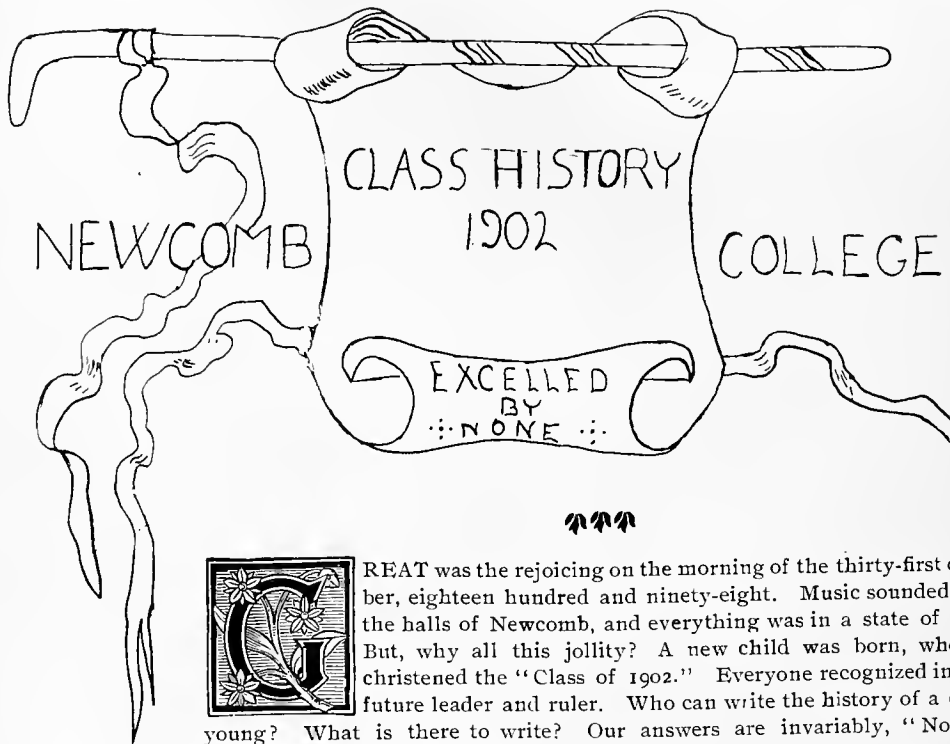 CLASS HISTORY
1902
NEWCOMB
COLLEGE
EXCELLED
BY
NONE
GREAT was the rejoicing on the morning of the thirty-first
ber, eighteen hundred and ninety-eight. Music sounded
the halls of Newcomb, and everything was in a state of
But, why all this jollity? A new child was born,
christened the "Class of 1902." Everyone recognized in
future leader and ruler. Who can write the history of a
young? What is there to write? Our answers are invariably,